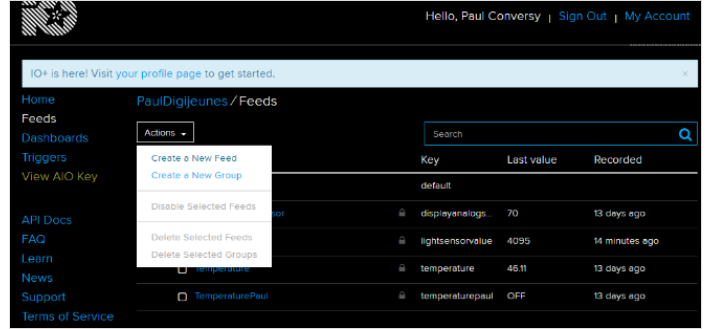 Hello, Paul Conversy | Sign Out | My Account
IO+ is here! Visit your profile page to get started. ×
Home
Feeds
Dashboards
Triggers
View AIO Key
API Docs
FAQ
Learn
News
Support
Terms of Service
PaulDigijeunes / Feeds
Actions
Search
Create a New Feed
Create a New Group
Disable Selected Feeds
Delete Selected Feeds
Delete Selected Groups
Key Last value Recorded
default
displayanalogs... 70 13 days ago
lightsensorvalue 4095 14 minutes ago
Temperature temperature 46.11 13 days ago
TemperaturePaul temperaturepaul OFF 13 days ago